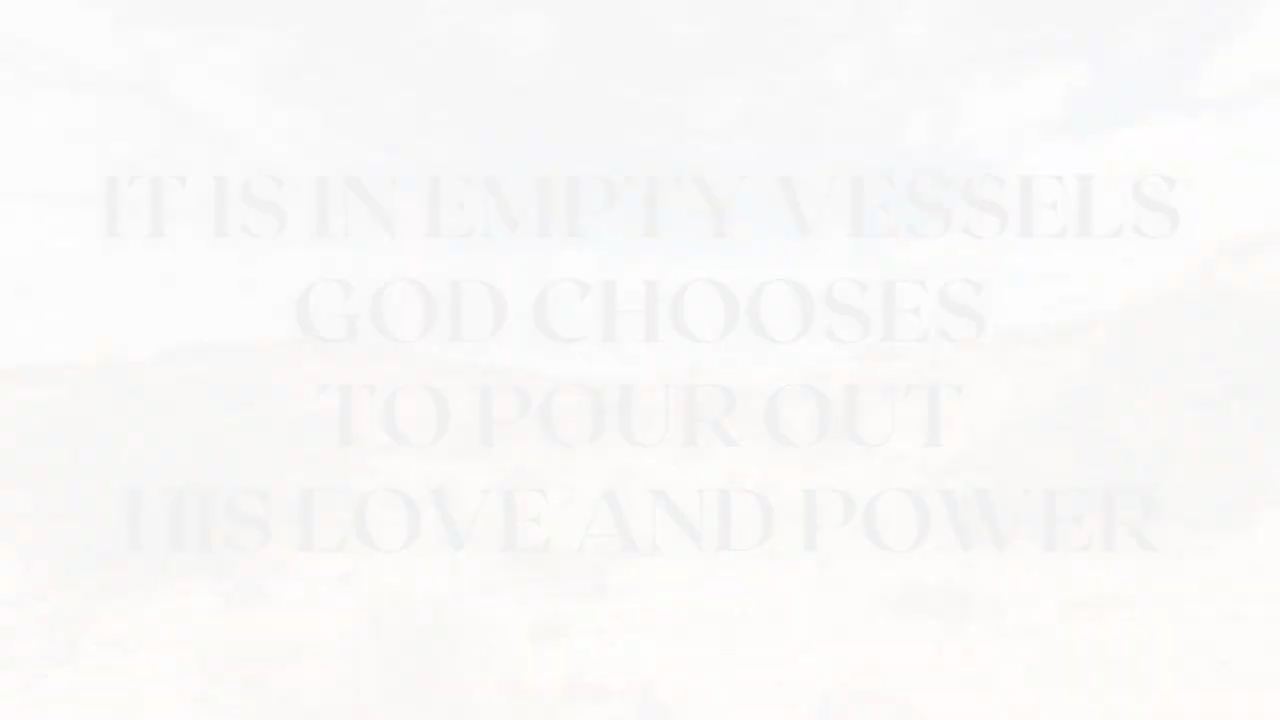 IT IS IN EMPTY VESSELS
GOD CHOOSES
TO POUR OUT
HIS LOVE AND POWER